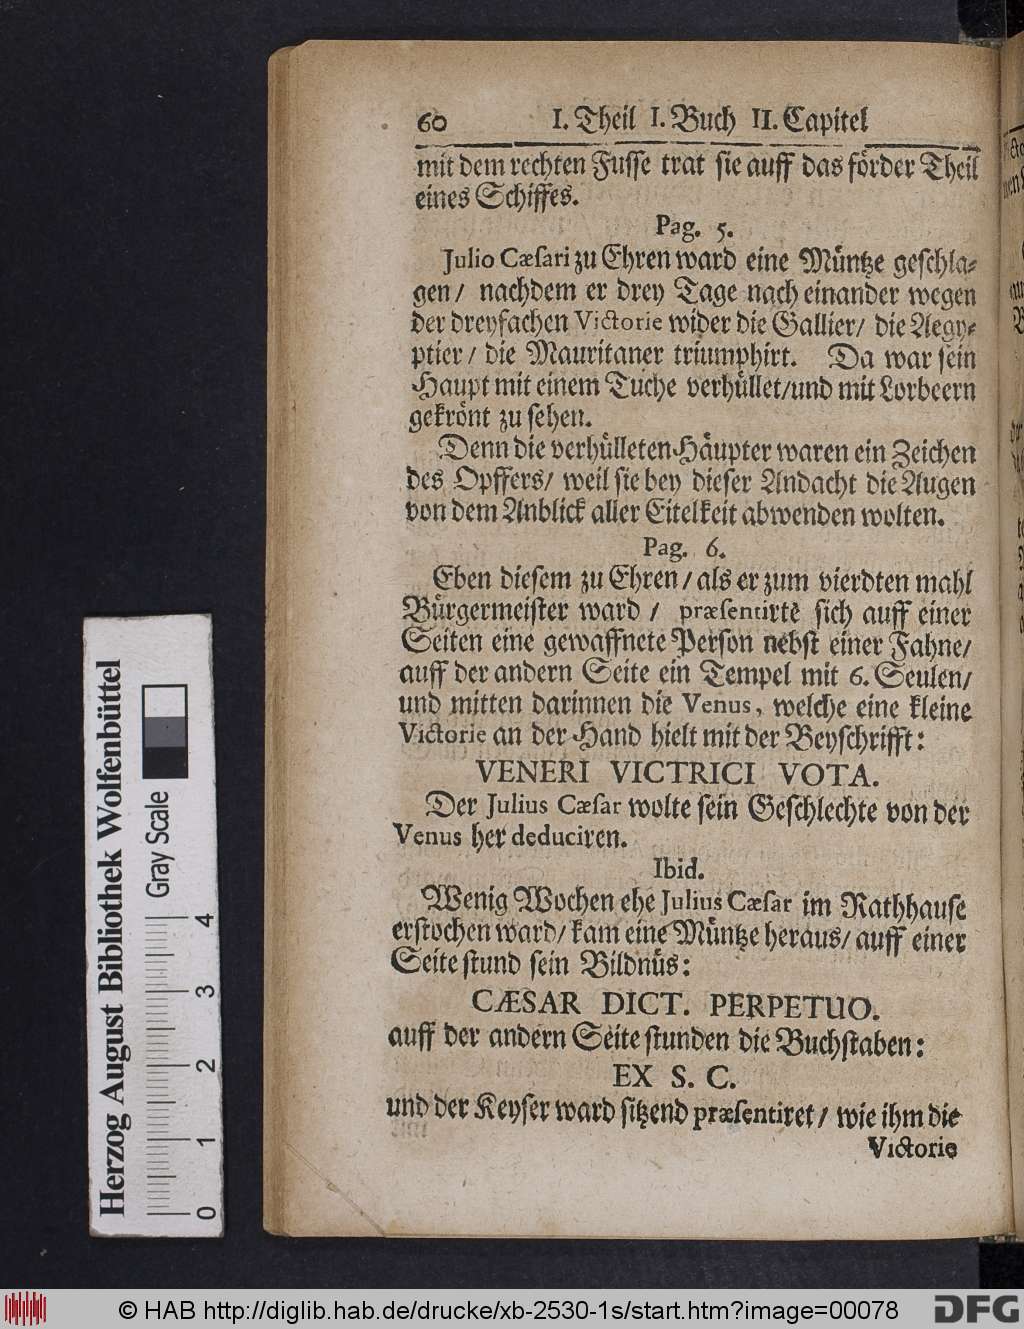 60 I. Theil I. Buch II. Capitel
mit dem rechten Fusse trat sie auff das förder Theil
eines Schiffes.
Pag. 5.
Julio Cæsari zu Ehren ward eine Müntze geschla-
gen / nachdem er drey Tage nach einander wegen
der dreyfachen Victorie wider die Gallier / die Aegy-
ptier / die Mauritaner triumphirt. Da war sein
Haupt mit einem Tuche verhüllet / und mit Lorbeern
gekrönt zu sehen.
Denn die verhülleten Häupter waren ein Zeichen
des Opffers / weil sie bey dieser Andacht die Augen
von dem Anblick aller Eitelkeit abwenden wolten.
Pag. 6.
Eben diesem zu Ehren / als er zum vierdten mahl
Bürgermeister ward / præsentirte sich auff einer
Seiten eine gewaffnete Person nebst einer Fahne /
auff der andern Seite ein Tempel mit 6. Seulen /
und mitten darinnen die Venus, welche eine kleine
Victorie an der Hand hielt mit der Beyschrifft:
VENERI VICTRICI VOTA.
Der Julius Cæsar wolte sein Geschlechte von der
Venus her deduciren.
Ibid.
Wenig Wochen ehe Julius Cæsar im Rathhause
erstochen ward / kam eine Müntze heraus / auff einer
Seite stund sein Bildnüs:
CÆSAR DICT. PERPETUO.
auff der andern Seite stunden die Buchstaben:
EX S. C.
und der Keyser ward sitzend præsentiret / wie ihm die
Victorie
Herzog August Bibliothek Wolfenbüttel
Gray Scale
0 1 2 3 4
© HAB http://diglib.hab.de/drucke/xb-2530-1s/start.htm?image=00078
DFG